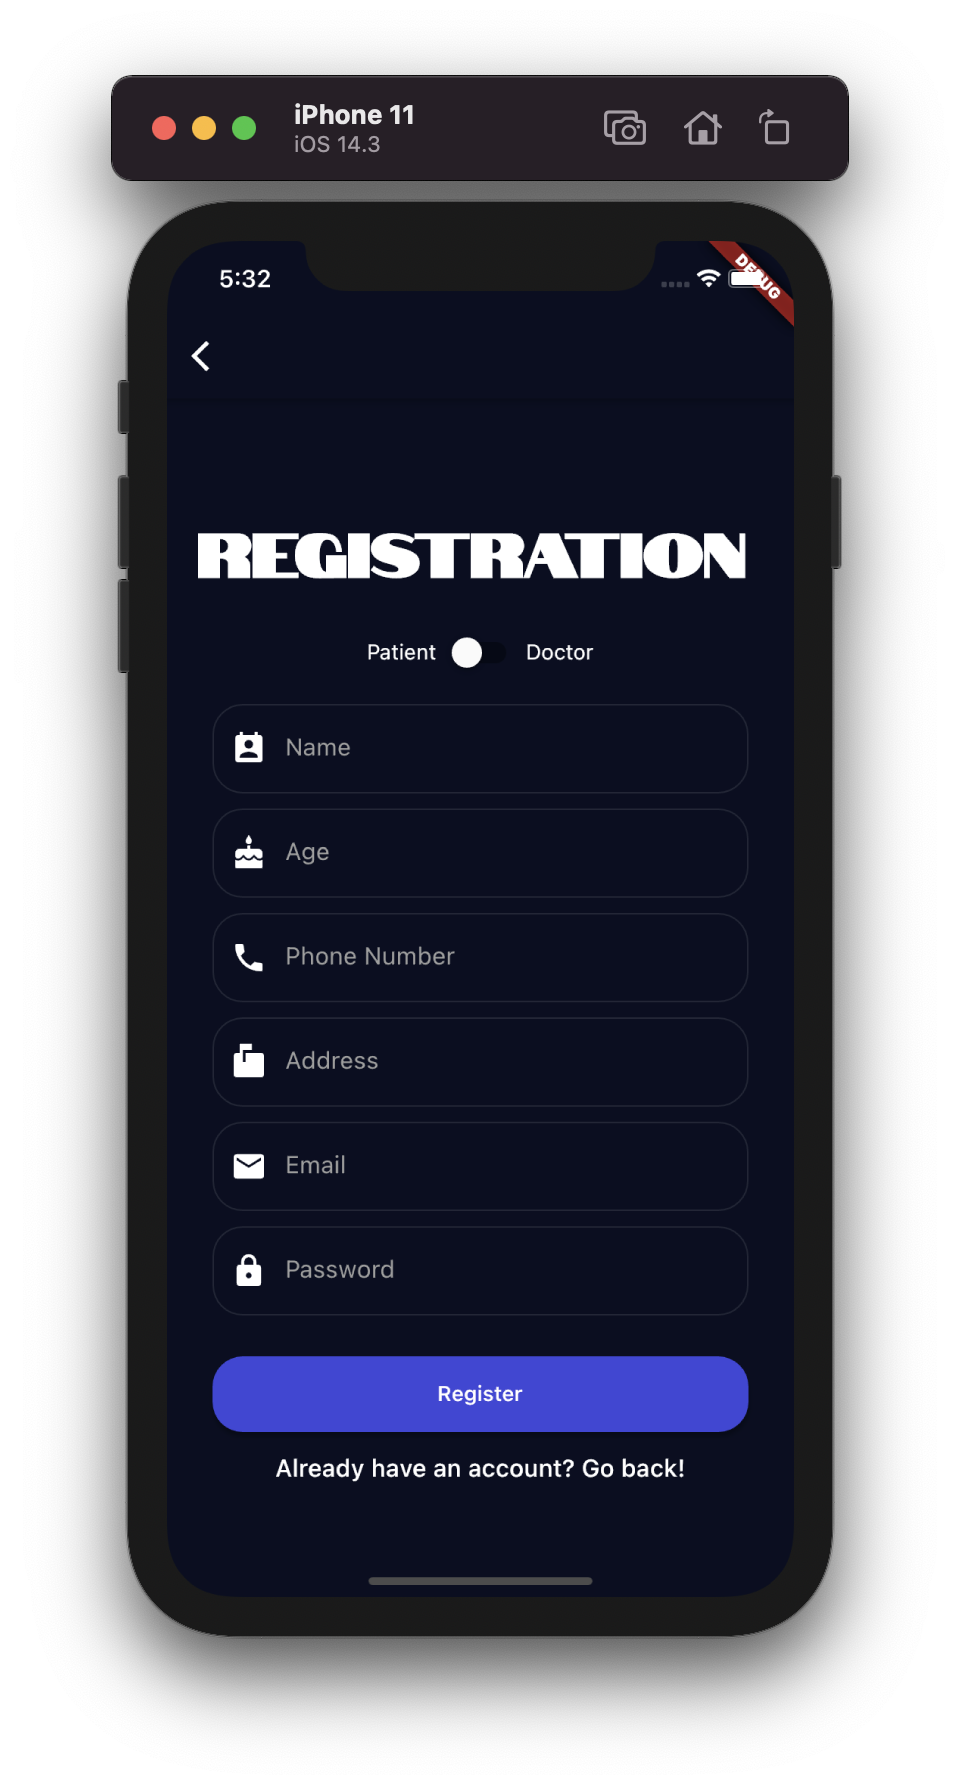 iPhone 11
iOS 14.3
5:32
DEBUG
REGISTRATION
Patient Doctor
Name
Age
Phone Number
Address
Email
Password
Register
Already have an account? Go back!